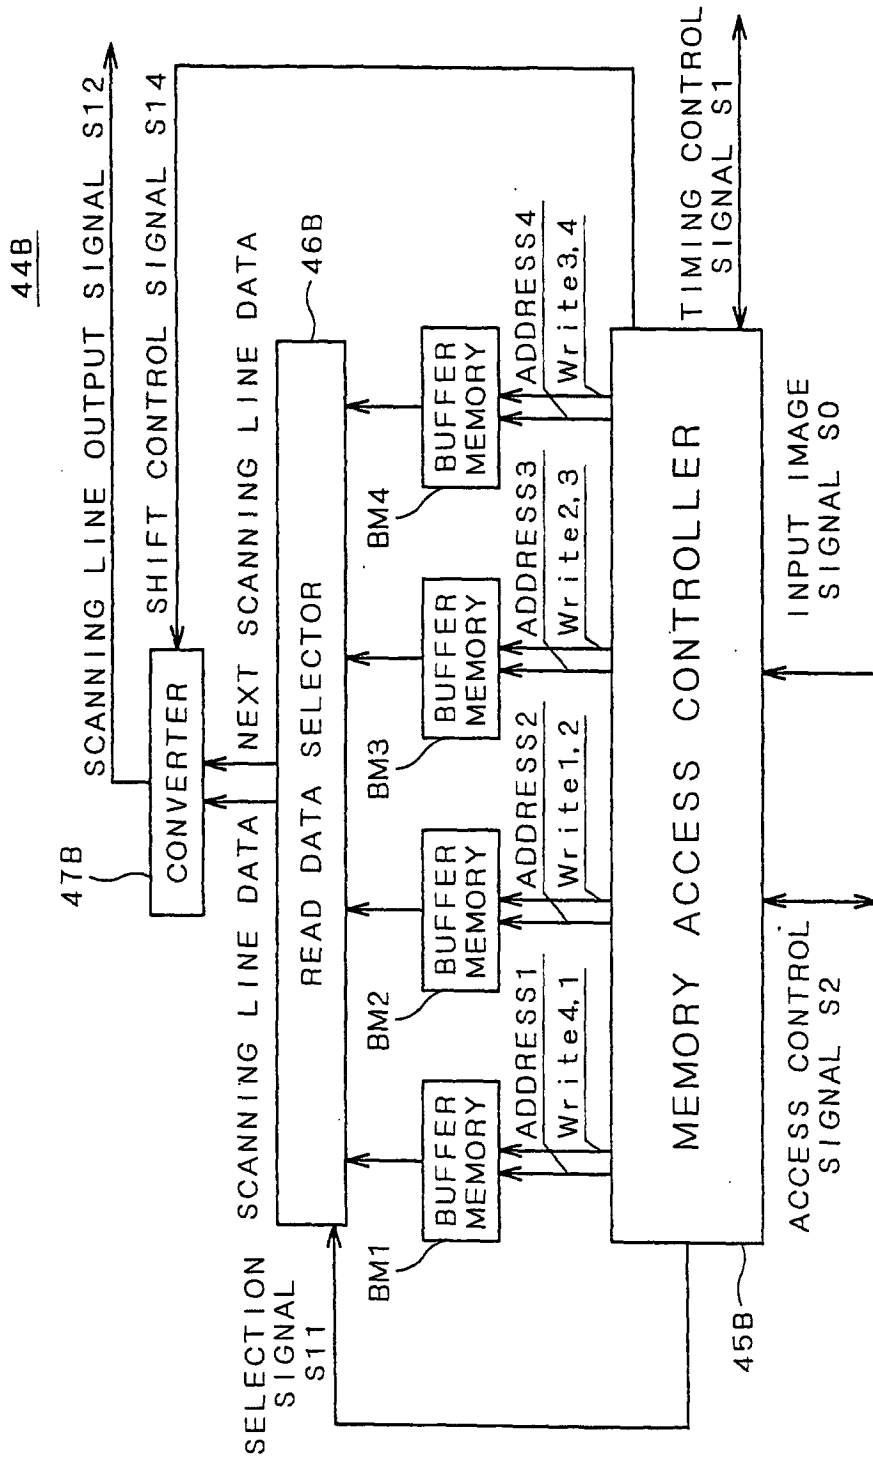 44B
SCANNING LINE OUTPUT SIGNAL S12
SHIFT CONTROL SIGNAL S14
47B
CONVERTER
SCANNING LINE DATA
NEXT SCANNING LINE DATA
SELECTION
SIGNAL
S11
READ DATA SELECTOR
46B
BM1
BUFFER
MEMORY
BM2
BUFFER
MEMORY
BM3
BUFFER
MEMORY
BM4
BUFFER
MEMORY
ADDRESS1
Write4,1
ADDRESS2
Write1,2
ADDRESS3
Write2,3
ADDRESS4
Write3,4
MEMORY ACCESS CONTROLLER
45B
ACCESS CONTROL
SIGNAL S2
INPUT IMAGE
SIGNAL S0
TIMING CONTROL
SIGNAL S1